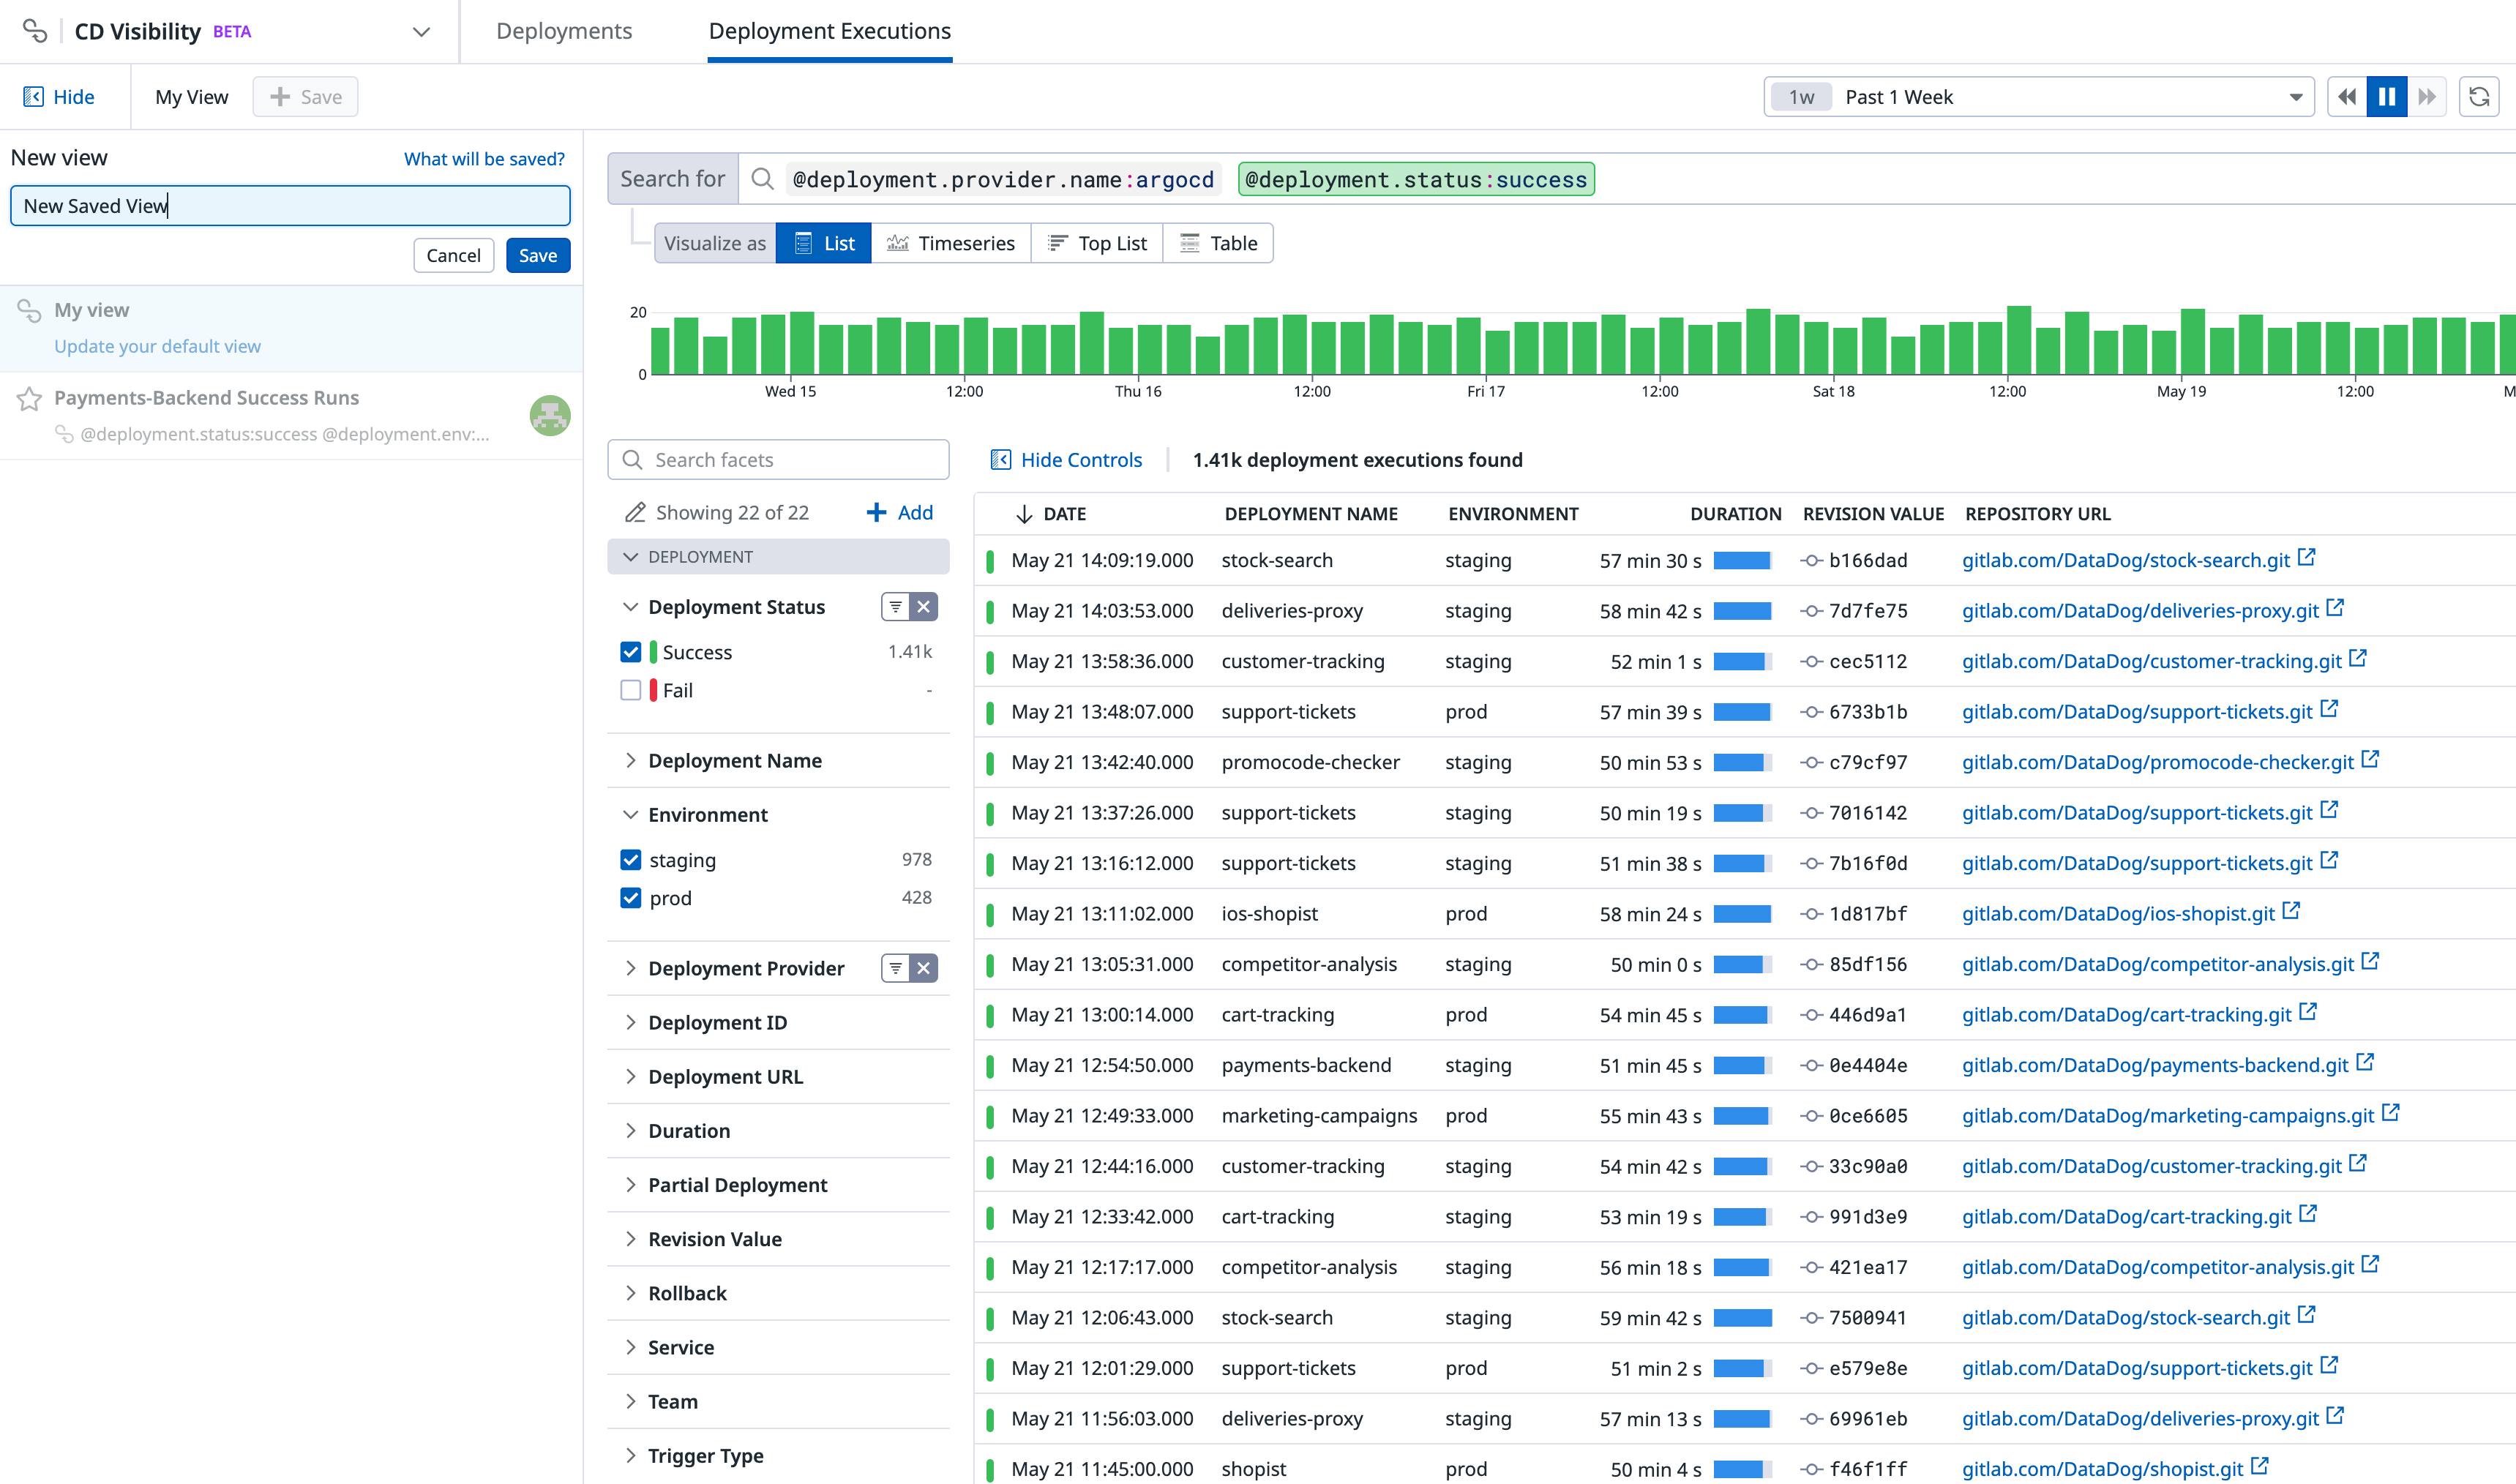 CD Visibility BETA
Deployments
Deployment Executions
Hide
My View
Save
1w Past 1 Week
New view
What will be saved?
New Saved View
Cancel
Save
My view
Update your default view
Payments-Backend Success Runs
@deployment.status:success @deployment.env:...
Search for @deployment.provider.name:argocd @deployment.status:success
Visualize as List Timeseries Top List Table
20
0
Wed 15 12:00 Thu 16 12:00 Fri 17 12:00 Sat 18 12:00 May 19 12:00 M
Search facets
Showing 22 of 22 Add
DEPLOYMENT
Deployment Status
Success 1.41k
Fail -
Deployment Name
Environment
staging 978
prod 428
Deployment Provider
Deployment ID
Deployment URL
Duration
Partial Deployment
Revision Value
Rollback
Service
Team
Trigger Type
Hide Controls 1.41k deployment executions found
DATE DEPLOYMENT NAME ENVIRONMENT DURATION REVISION VALUE REPOSITORY URL
May 21 14:09:19.000 stock-search staging 57 min 30 s b166dad gitlab.com/DataDog/stock-search.git
May 21 14:03:53.000 deliveries-proxy staging 58 min 42 s 7d7fe75 gitlab.com/DataDog/deliveries-proxy.git
May 21 13:58:36.000 customer-tracking staging 52 min 1 s cec5112 gitlab.com/DataDog/customer-tracking.git
May 21 13:48:07.000 support-tickets prod 57 min 39 s 6733b1b gitlab.com/DataDog/support-tickets.git
May 21 13:42:40.000 promocode-checker staging 50 min 53 s c79cf97 gitlab.com/DataDog/promocode-checker.git
May 21 13:37:26.000 support-tickets staging 50 min 19 s 7016142 gitlab.com/DataDog/support-tickets.git
May 21 13:16:12.000 support-tickets staging 51 min 38 s 7b16f0d gitlab.com/DataDog/support-tickets.git
May 21 13:11:02.000 ios-shopist prod 58 min 24 s 1d817bf gitlab.com/DataDog/ios-shopist.git
May 21 13:05:31.000 competitor-analysis staging 50 min 0 s 85df156 gitlab.com/DataDog/competitor-analysis.git
May 21 13:00:14.000 cart-tracking prod 54 min 45 s 446d9a1 gitlab.com/DataDog/cart-tracking.git
May 21 12:54:50.000 payments-backend staging 51 min 45 s 0e4404e gitlab.com/DataDog/payments-backend.git
May 21 12:49:33.000 marketing-campaigns prod 55 min 43 s 0ce6605 gitlab.com/DataDog/marketing-campaigns.git
May 21 12:44:16.000 customer-tracking staging 54 min 42 s 33c90a0 gitlab.com/DataDog/customer-tracking.git
May 21 12:33:42.000 cart-tracking staging 53 min 19 s 991d3e9 gitlab.com/DataDog/cart-tracking.git
May 21 12:17:17.000 competitor-analysis staging 56 min 18 s 421ea17 gitlab.com/DataDog/competitor-analysis.git
May 21 12:06:43.000 stock-search staging 59 min 42 s 7500941 gitlab.com/DataDog/stock-search.git
May 21 12:01:29.000 support-tickets prod 51 min 2 s e579e8e gitlab.com/DataDog/support-tickets.git
May 21 11:56:03.000 deliveries-proxy staging 57 min 13 s 69961eb gitlab.com/DataDog/deliveries-proxy.git
May 21 11:45:00.000 shopist prod 50 min 4 s f46f1ff gitlab.com/DataDog/shopist.git